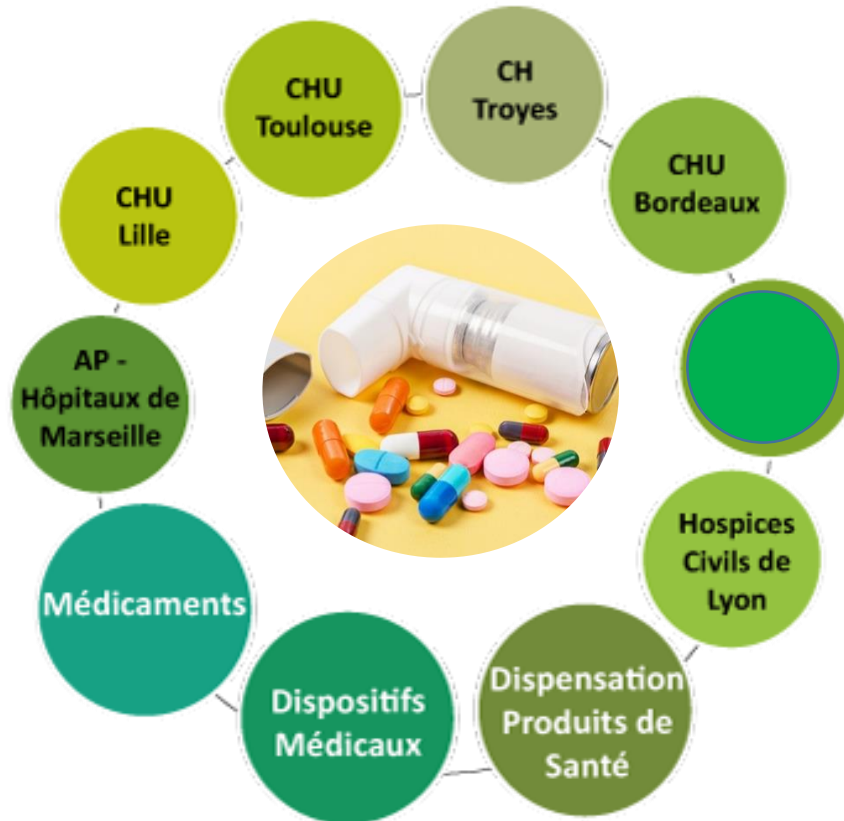 CH
Troyes
CHU
Bordeaux
Hospices
Civils de
Lyon
Dispensation
Produits de
Santé
Dispositifs
Médicaux
Médicaments
AP -
Hôpitaux de
Marseille
CHU
Lille
CHU
Toulouse